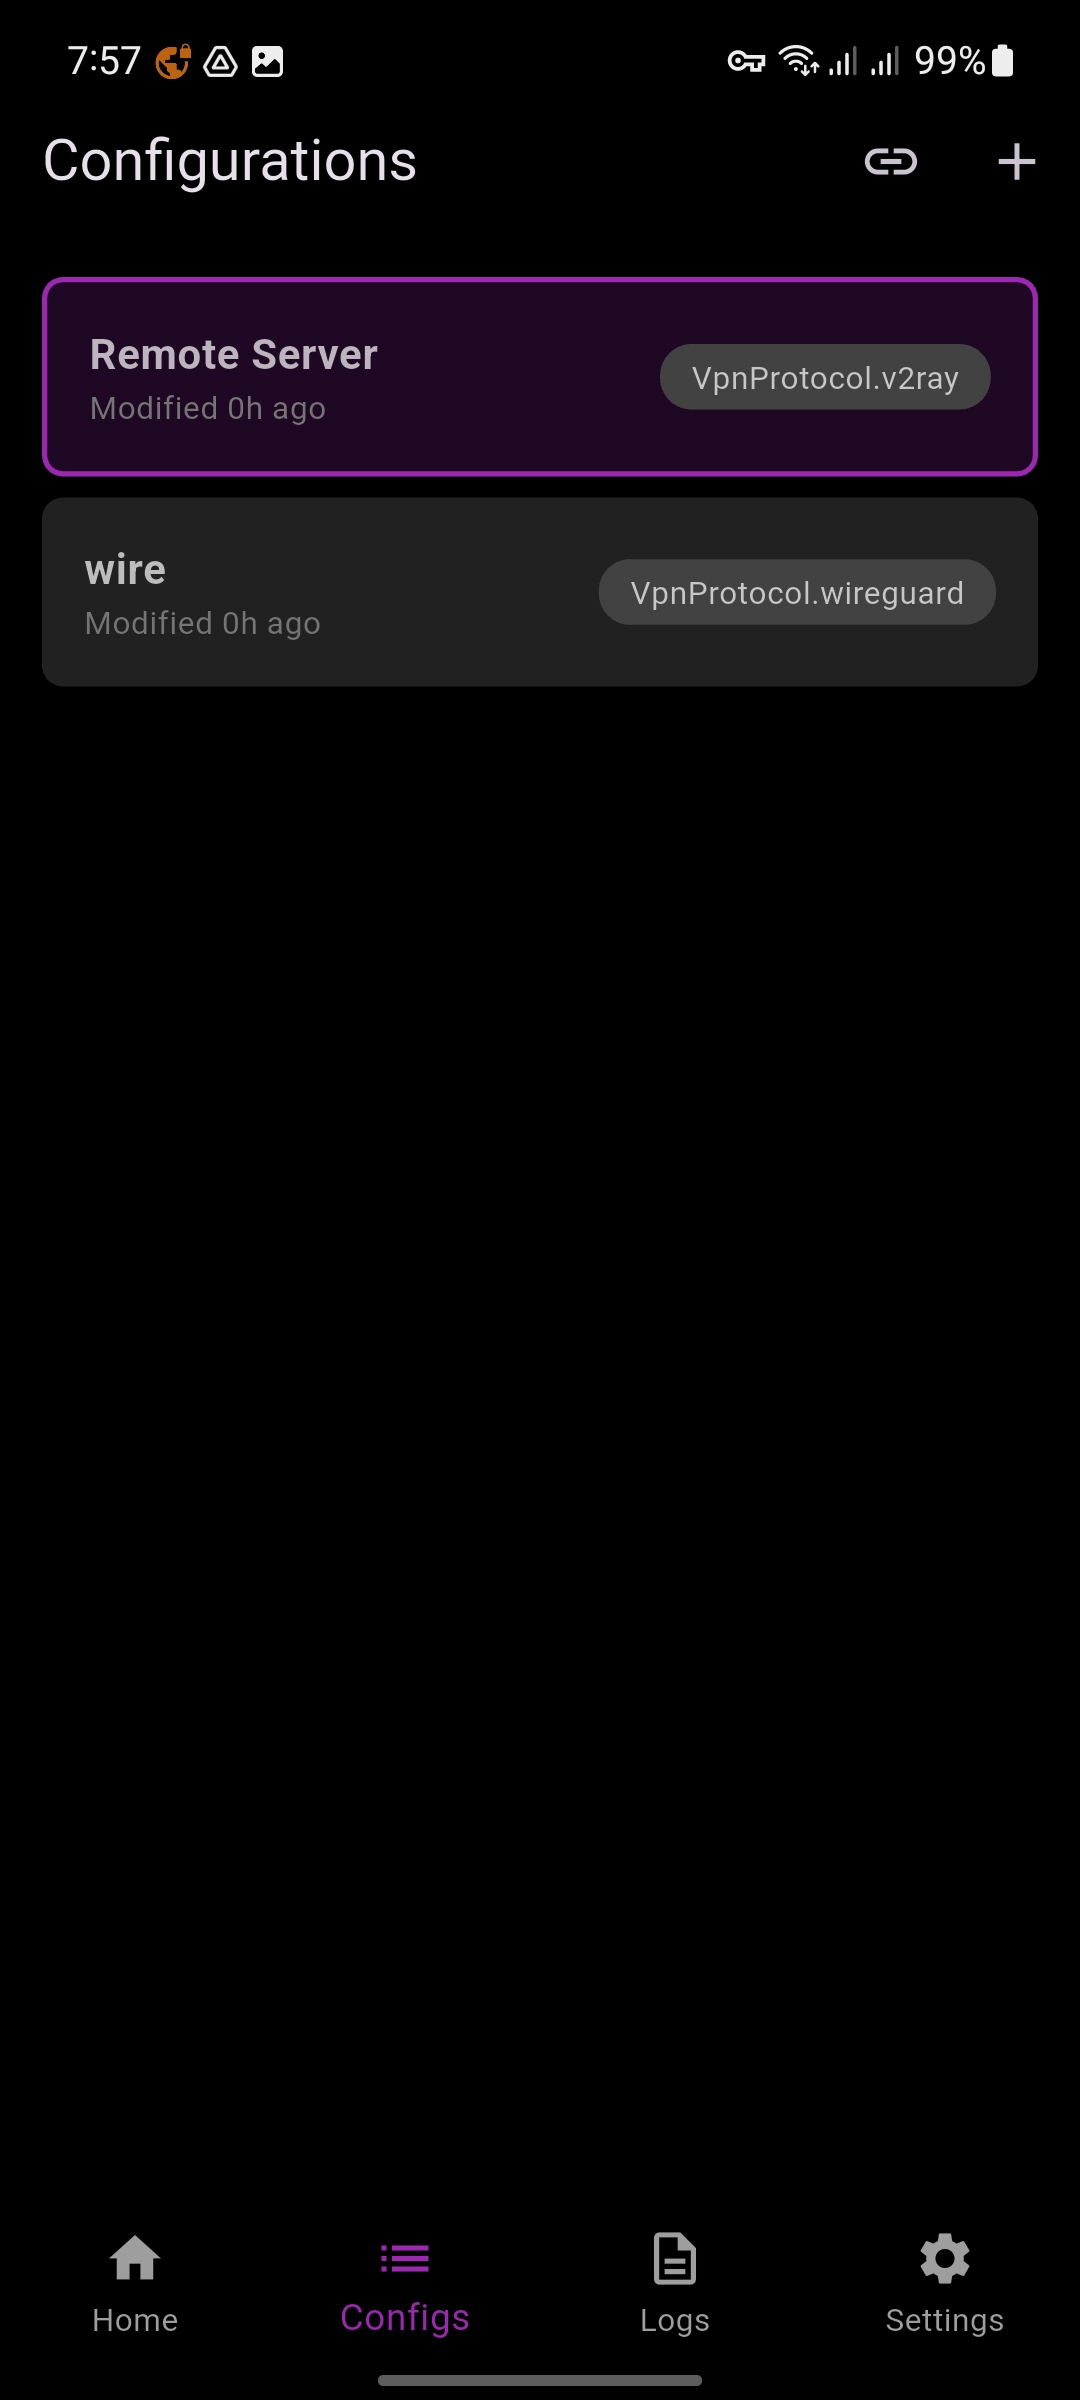 7:57
99%
Configurations
Remote Server
Modified 0h ago
VpnProtocol.v2ray
wire
Modified 0h ago
VpnProtocol.wireguard
Home
Configs
Logs
Settings